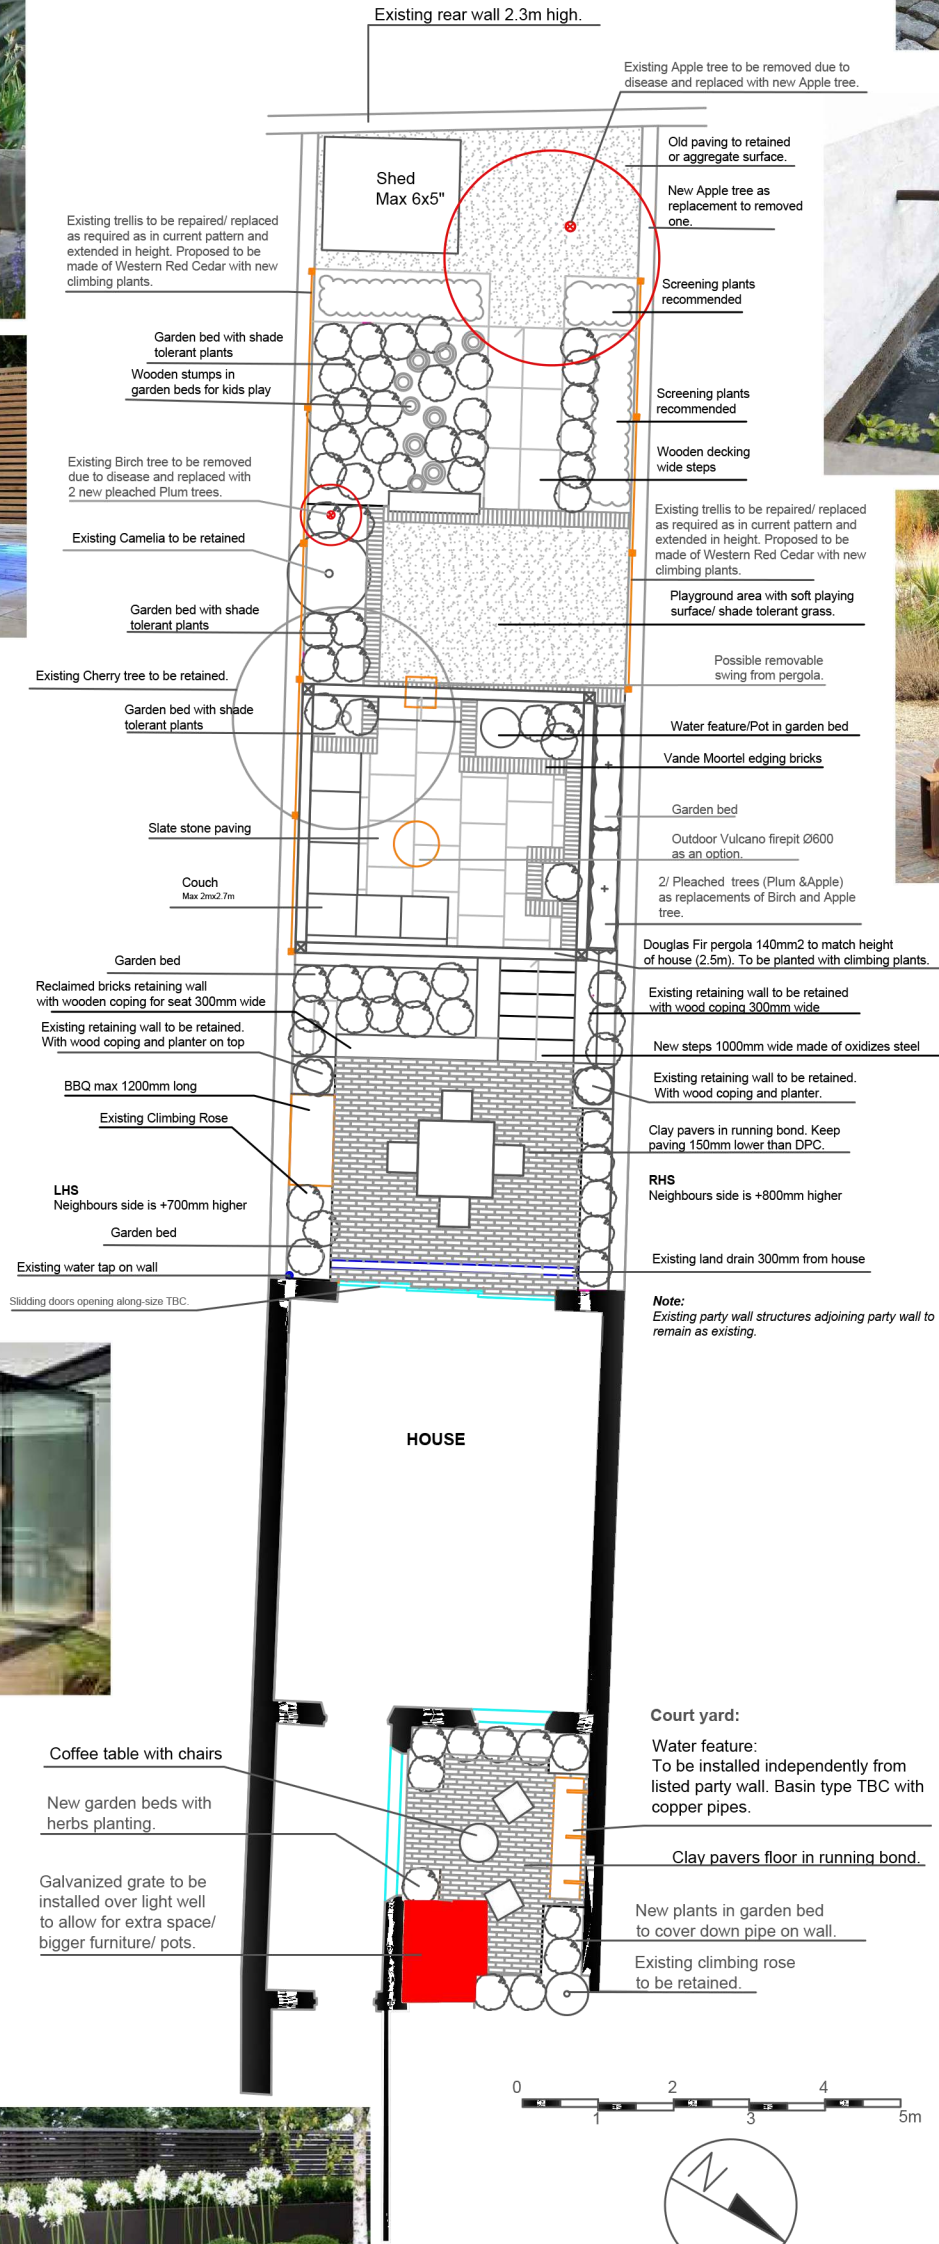 Existing rear wall 2.3m high.
Existing Apple tree to be removed due to
disease and replaced with new Apple tree.
Old paving to retained
or aggregate surface.
Shed
Max 6x5"
New Apple tree as
replacement to removed
one.
Existing trellis to be repaired/ replaced
as required as in current pattern and
extended in height. Proposed to be
made of Western Red Cedar with new
climbing plants.
Screening plants
recommended
Garden bed with shade
tolerant plants
Wooden stumps in
garden beds for kids play
Screening plants
recommended
Wooden decking
wide steps
Existing Birch tree to be removed
due to disease and replaced with
2 new pleached Plum trees.
Existing trellis to be repaired/ replaced
as required as in current pattern and
extended in height. Proposed to be
made of Western Red Cedar with new
climbing plants.
Existing Camelia to be retained
Playground area with soft playing
surface/ shade tolerant grass.
Garden bed with shade
tolerant plants
Existing Cherry tree to be retained.
Possible removable
swing from pergola.
Garden bed with shade
tolerant plants
Water feature/Pot in garden bed
Vande Moortel edging bricks
Garden bed
Slate stone paving
Outdoor Vulcano firepit Ø600
as an option.
Couch
Max 2mx2.7m
2/ Pleached trees (Plum &Apple)
as replacements of Birch and Apple
tree.
Douglas Fir pergola 140mm2 to match height
of house (2.5m). To be planted with climbing plants.
Garden bed
Reclaimed bricks retaining wall
with wooden coping for seat 300mm wide
Existing retaining wall to be retained
with wood coping 300mm wide
Existing retaining wall to be retained.
With wood coping and planter on top
New steps 1000mm wide made of oxidizes steel
BBQ max 1200mm long
Existing retaining wall to be retained.
With wood coping and planter.
Existing Climbing Rose
Clay pavers in running bond. Keep
paving 150mm lower than DPC.
LHS
Neighbours side is +700mm higher
RHS
Neighbours side is +800mm higher
Garden bed
Existing land drain 300mm from house
Existing water tap on wall
Slidding doors opening along-size TBC.
Note:
Existing party wall structures adjoining party wall to
remain as existing.
HOUSE
Court yard:
Water feature:
To be installed independently from
listed party wall. Basin type TBC with
copper pipes.
Coffee table with chairs
New garden beds with
herbs planting.
Clay pavers floor in running bond.
Galvanized grate to be
installed over light well
to allow for extra space/
bigger furniture/ pots.
New plants in garden bed
to cover down pipe on wall.
Existing climbing rose
to be retained.
0 2 4
1 3 5m
N